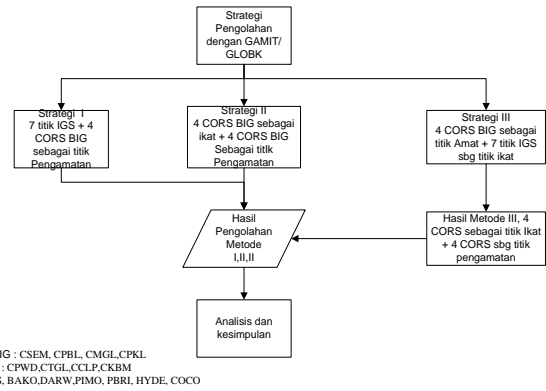 Strategi
Pengolahan
dengan GAMIT/
GLOBK
Strategi I
7 titik IGS + 4
CORS BIG
sebagai titik
Pengamatan
Strategi II
4 CORS BIG sebagai
ikat + 4 CORS BIG
Sebagai titIk
Pengamatan
Strategi III
4 CORS BIG sebagai
titik Amat + 7 titik IGS
sbg titik ikat
Hasil
Pengolahan
Metode
I,II,II
Hasil Metode III, 4
CORS sebagai titik Ikat
+ 4 CORS sbg titik
pengamatan
Analisis dan
kesimpulan
: CSEM, CPBL, CMGL,CPKL
: CPWD,CTGL,CCLP,CKBM
, BAKO,DARW,PIMO, PBRI, HYDE, COCO